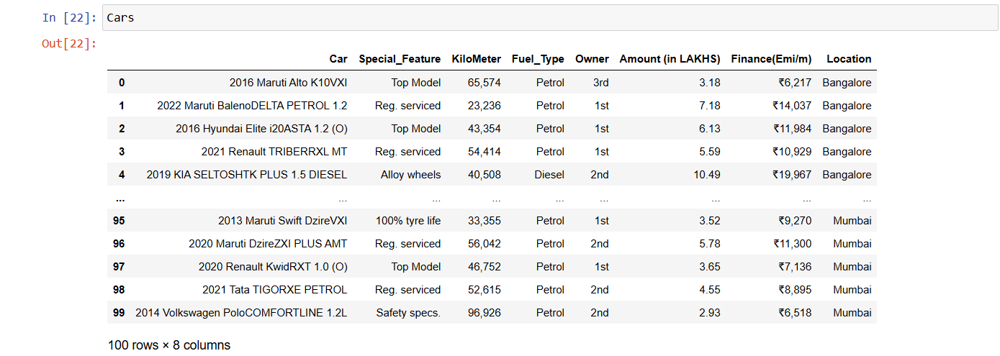 In [22]: Cars
Out[22]:
Car Special_Feature KiloMeter Fuel_Type Owner Amount (in LAKHS) Finance(Emi/m) Location
0 2016 Maruti Alto K10VXI Top Model 65,574 Petrol 3rd 3.18 ₹6,217 Bangalore
1 2022 Maruti BalenoDELTA PETROL 1.2 Reg. serviced 23,236 Petrol 1st 7.18 ₹14,037 Bangalore
2 2016 Hyundai Elite i20ASTA 1.2 (O) Top Model 43,354 Petrol 1st 6.13 ₹11,984 Bangalore
3 2021 Renault TRIBERRXL MT Reg. serviced 54,414 Petrol 1st 5.59 ₹10,929 Bangalore
4 2019 KIA SELTOSHTK PLUS 1.5 DIESEL Alloy wheels 40,508 Diesel 2nd 10.49 ₹19,967 Bangalore
... ... ... ... ... ... ... ... ...
95 2013 Maruti Swift DzireVXI 100% tyre life 33,355 Petrol 1st 3.52 ₹9,270 Mumbai
96 2020 Maruti DzireZXI PLUS AMT Reg. serviced 56,042 Petrol 2nd 5.78 ₹11,300 Mumbai
97 2020 Renault KwidRXT 1.0 (O) Top Model 46,752 Petrol 1st 3.65 ₹7,136 Mumbai
98 2021 Tata TIGORXE PETROL Reg. serviced 52,615 Petrol 2nd 4.55 ₹8,895 Mumbai
99 2014 Volkswagen PoloCOMFORTLINE 1.2L Safety specs. 96,926 Petrol 2nd 2.93 ₹6,518 Mumbai
100 rows × 8 columns